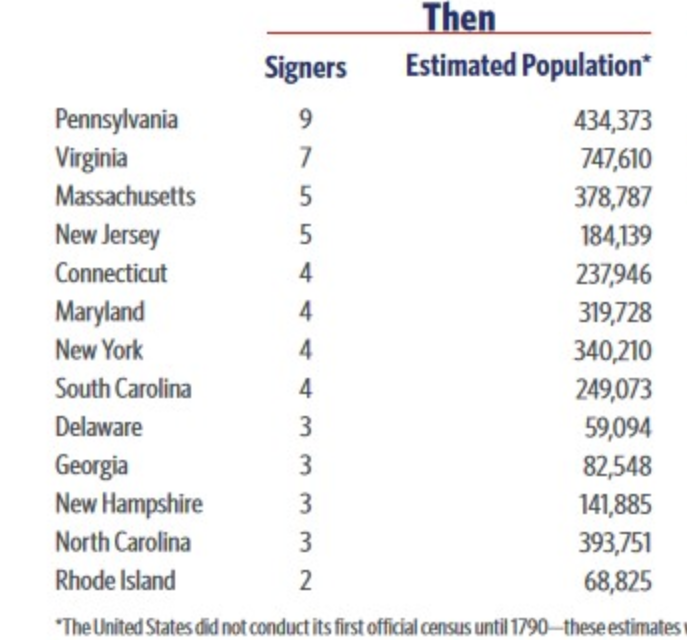 Then
Signers Estimated Population*
Pennsylvania 9 434,373
Virginia 7 747,610
Massachusetts 5 378,787
New Jersey 5 184,139
Connecticut 4 237,946
Maryland 4 319,728
New York 4 340,210
South Carolina 4 249,073
Delaware 3 59,094
Georgia 3 82,548
New Hampshire 3 141,885
North Carolina 3 393,751
Rhode Island 2 68,825
*The United States did not conduct its first official census until 1790—these estimates